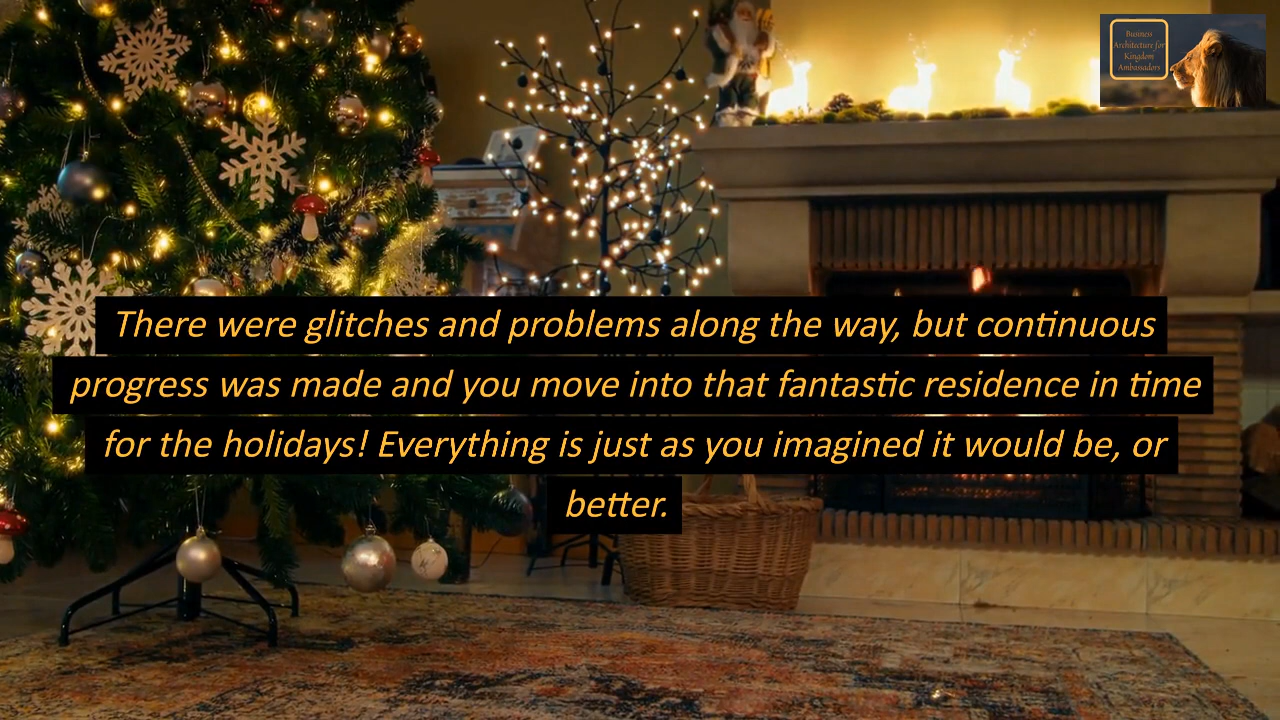 Business
Architecture for
Kingdom
Ambassadors
There were glitches and problems along the way, but continuous
progress was made and you move into that fantastic residence in time
for the holidays! Everything is just as you imagined it would be, or
better.